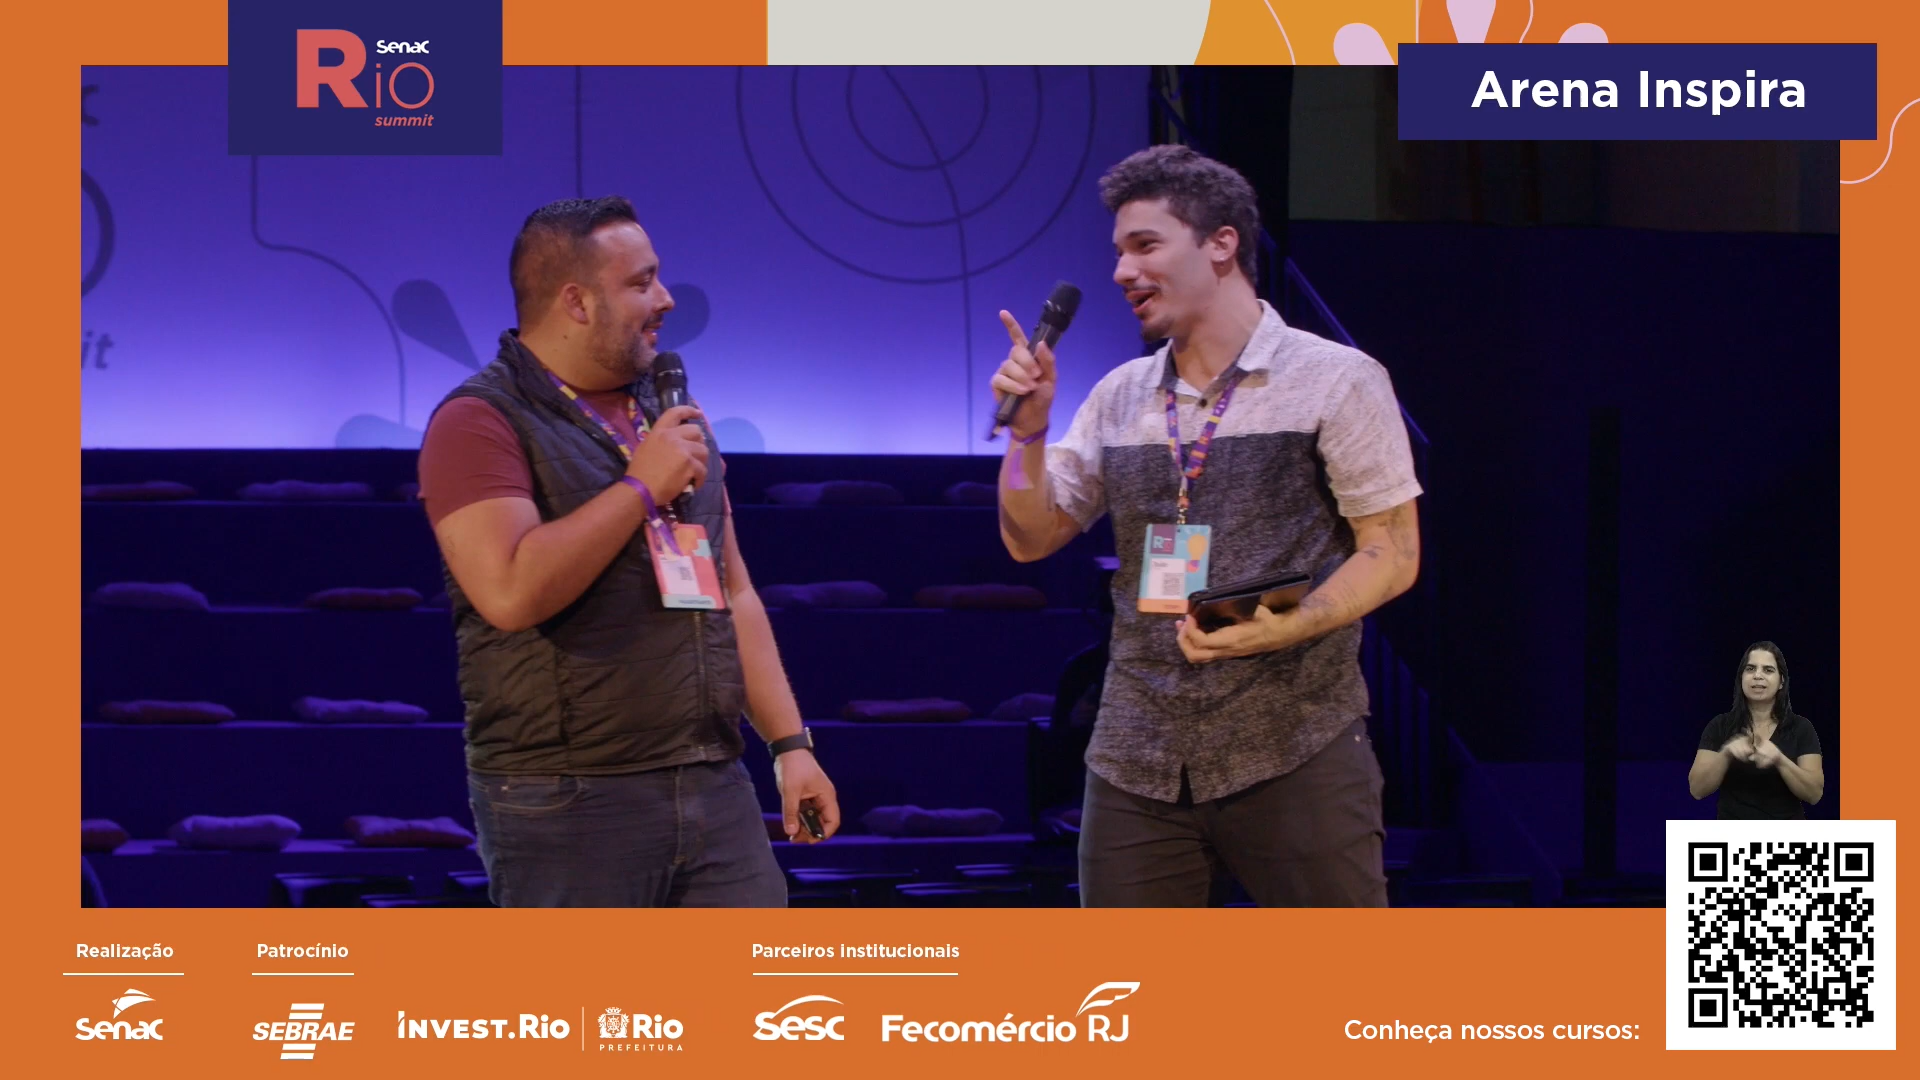 Senac
Rio
summit
Arena Inspira
c
it
Realização
Patrocínio
Parceiros institucionais
Senac
SEBRAE
INVEST.Rio
Rio
PREFEITURA
Sesc
Fecomércio RJ
Conheça nossos cursos: